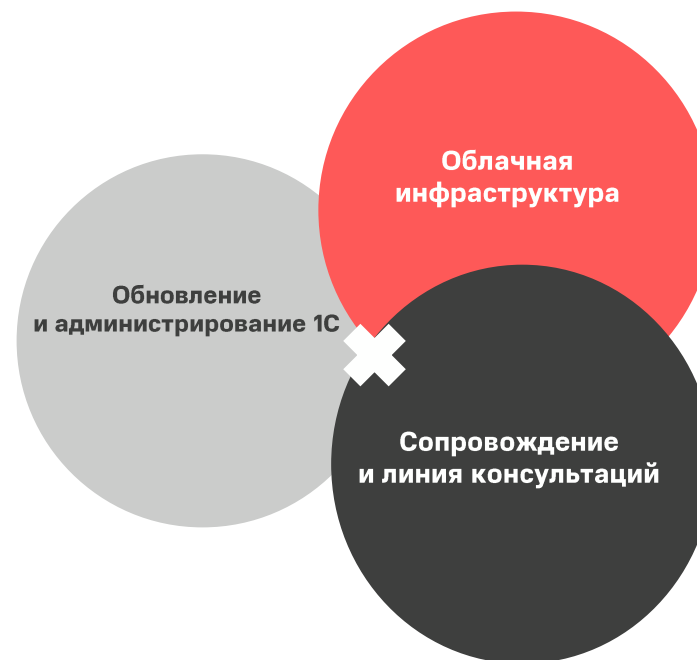 Облачная
инфраструктура
Обновление
и администрирование 1С
Сопровождение
и линия консультаций